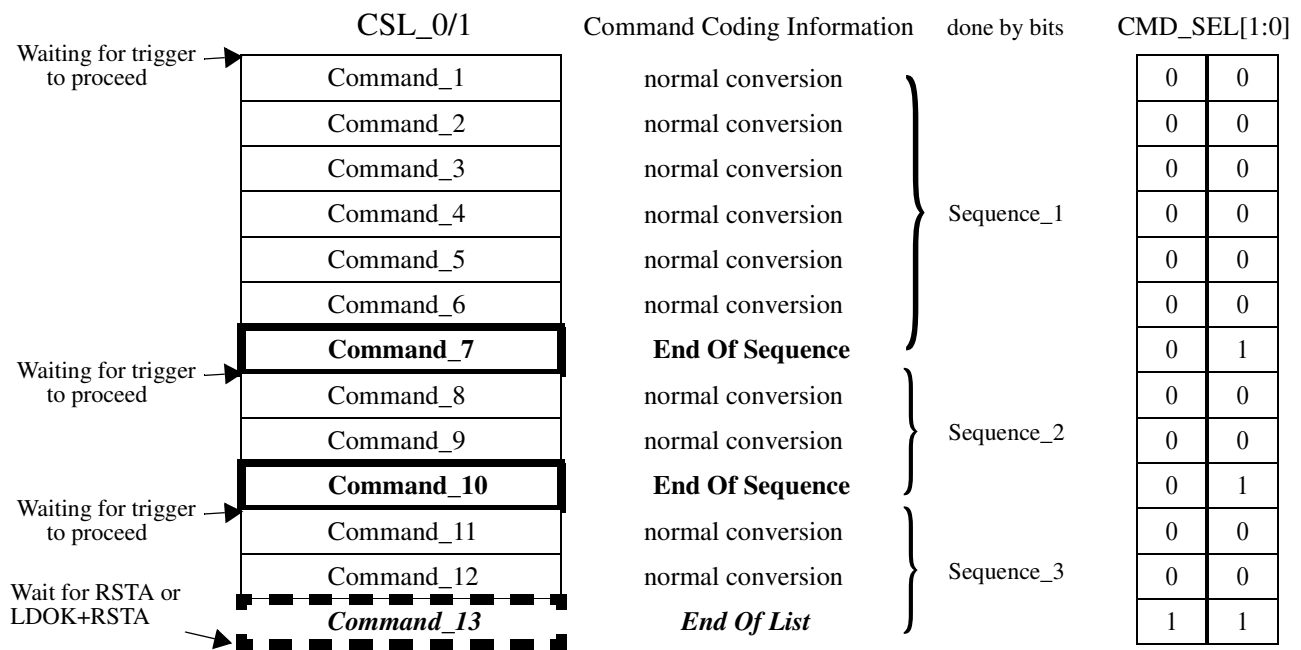 CSL_0/1 Command Coding Information done by bits CMD_SEL[1:0]
Waiting for trigger
to proceed
Command_1 normal conversion 0 0
Command_2 normal conversion 0 0
Command_3 normal conversion 0 0
Command_4 normal conversion Sequence_1 0 0
Command_5 normal conversion 0 0
Command_6 normal conversion 0 0
Command_7 End Of Sequence 0 1
Waiting for trigger
to proceed
Command_8 normal conversion 0 0
Command_9 normal conversion Sequence_2 0 0
Command_10 End Of Sequence 0 1
Waiting for trigger
to proceed
Command_11 normal conversion 0 0
Command_12 normal conversion Sequence_3 0 0
Wait for RSTA or
LDOK+RSTA
Command_13 End Of List 1 1